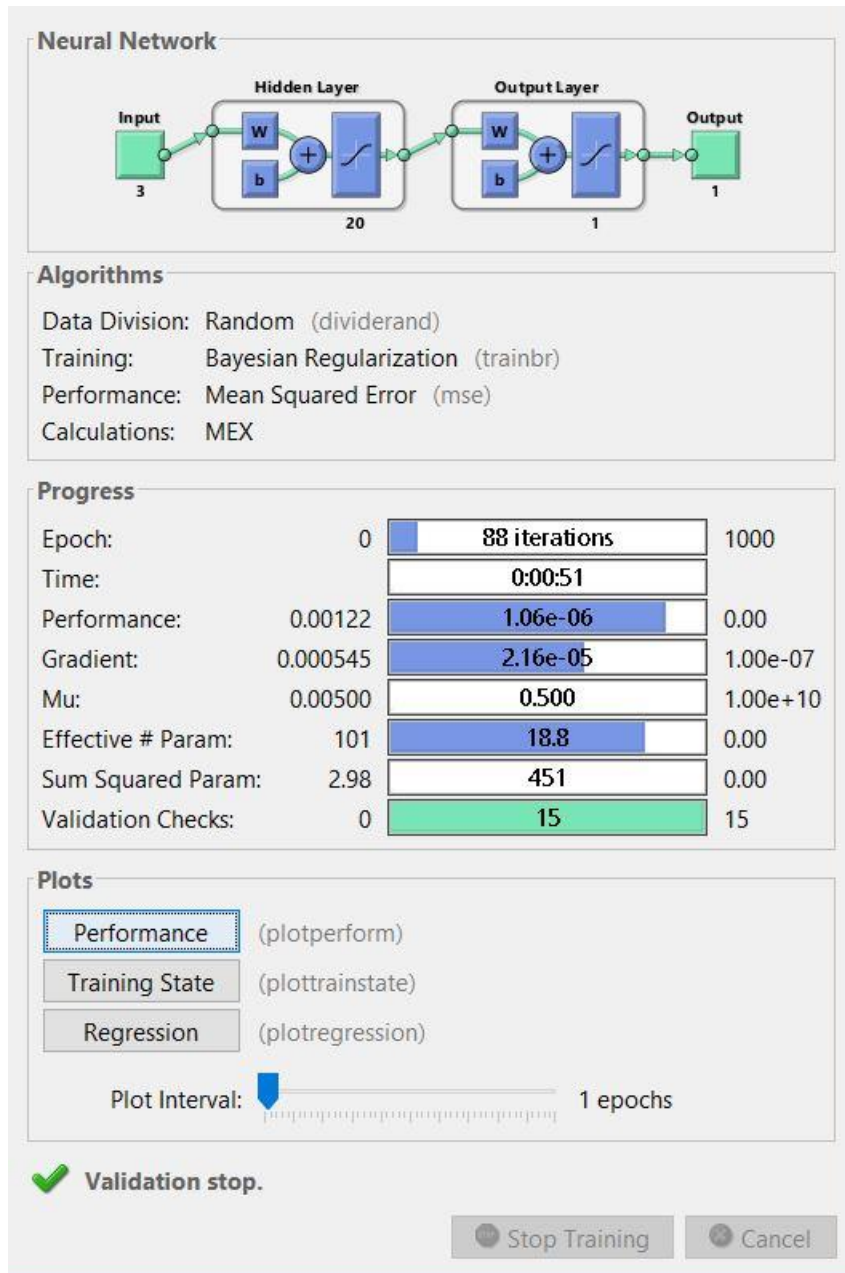 Neural Network
Hidden Layer Output Layer
Input Output
W W
+ +
b b
3 1
20 1
Algorithms
Data Division: Random (dividerand)
Training: Bayesian Regularization (trainbr)
Performance: Mean Squared Error (mse)
Calculations: MEX
Progress
Epoch: 0 88 iterations 1000
Time: 0:00:51
Performance: 0.00122 1.06e-06 0.00
Gradient: 0.000545 2.16e-05 1.00e-07
Mu: 0.00500 0.500 1.00e+10
Effective # Param: 101 18.8 0.00
Sum Squared Param: 2.98 451 0.00
Validation Checks: 0 15 15
Plots
Performance (plotperform)
Training State (plottrainstate)
Regression (plotregression)
Plot Interval: 1 epochs
Validation stop.
Stop Training Cancel